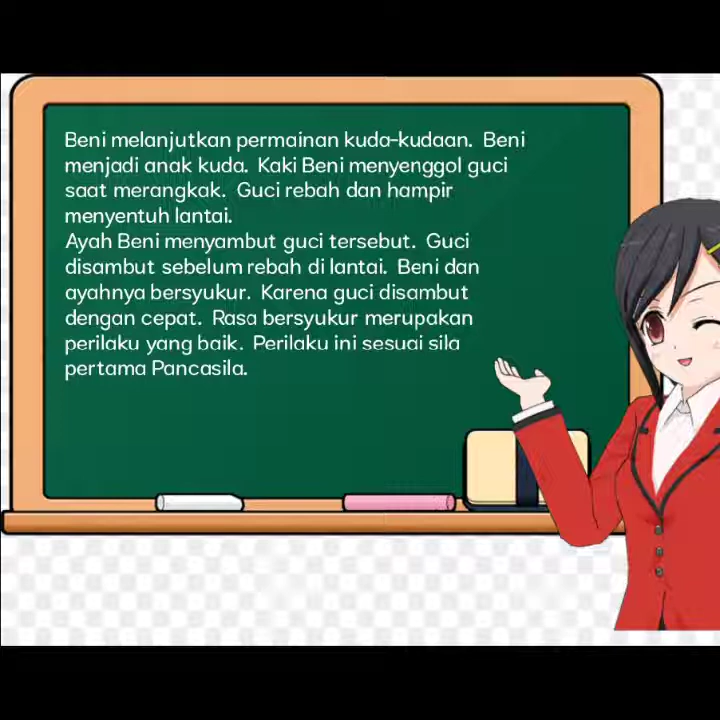 Beni melanjutkan permainan kuda-kudaan. Beni
menjadi anak kuda. Kaki Beni menyenggol guci
saat merangkak. Guci rebah dan hampir
menyentuh lantai.
Ayah Beni menyambut guci tersebut. Guci
disambut sebelum rebah di lantai. Beni dan
ayahnya bersyukur. Karena guci disambut
dengan cepat. Rasa bersyukur merupakan
perilaku yang baik. Perilaku ini sesuai sila
pertama Pancasila.